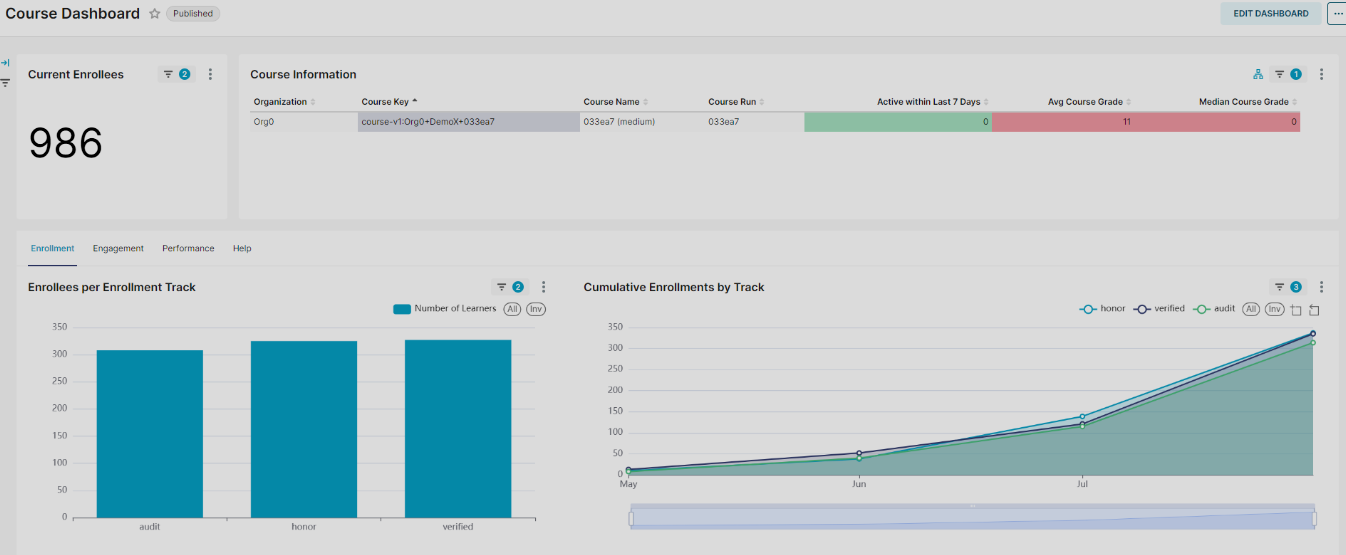 Course Dashboard Published EDIT DASHBOARD ...
Current Enrollees 2
986
Course Information 1
Organization Course Key Course Name Course Run Active within Last 7 Days Avg Course Grade Median Course Grade
Org0 course-v1:Org0+DemoX+033ea7 033ea7 (medium) 033ea7 0 11 0
Enrollment Engagement Performance Help
Enrollees per Enrollment Track 2
Number of Learners All Inv
350
300
250
200
150
100
50
0
audit honor verified
Cumulative Enrollments by Track 3
honor verified audit All Inv
350
300
250
200
150
100
50
0
May Jun Jul